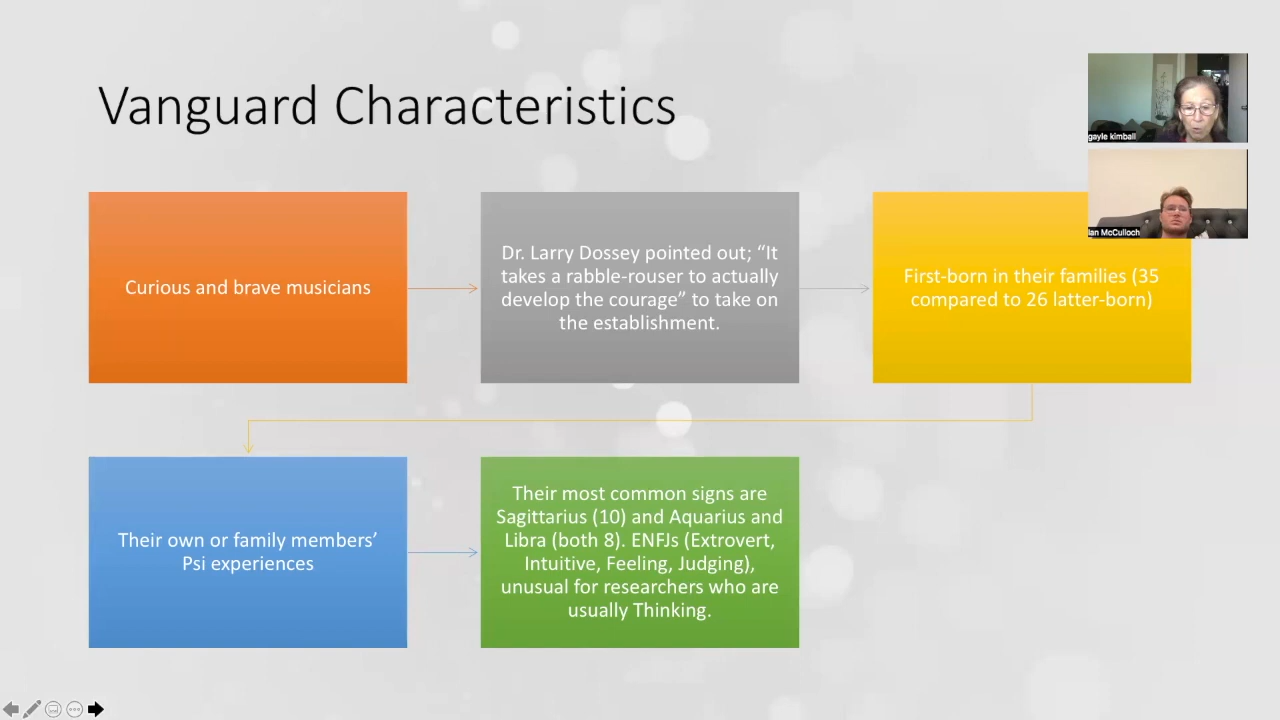 Vanguard Characteristics
gayle kimball
Ian McCulloch
Curious and brave musicians
Dr. Larry Dossey pointed out; “It
takes a rabble-rouser to actually
develop the courage” to take on
the establishment.
First-born in their families (35
compared to 26 latter-born)
Their own or family members’
Psi experiences
Their most common signs are
Sagittarius (10) and Aquarius and
Libra (both 8). ENFJs (Extrovert,
Intuitive, Feeling, Judging),
unusual for researchers who are
usually Thinking.